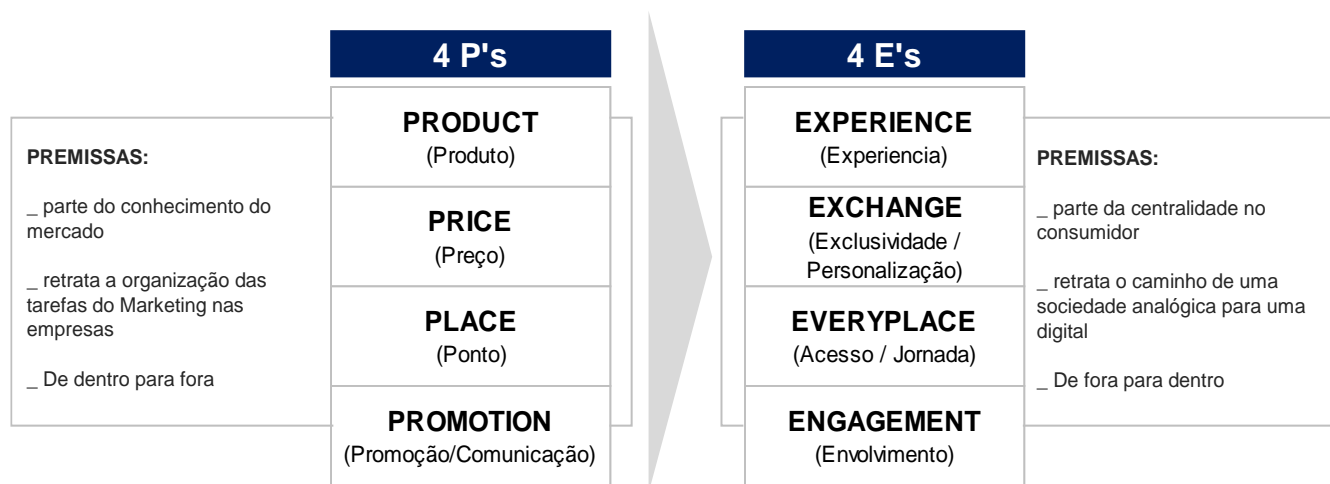 4 P's
PREMISSAS:
_ parte do conhecimento do
mercado
_ retrata a organização das
tarefas do Marketing nas
empresas
_ De dentro para fora
PRODUCT
(Produto)
PRICE
(Preço)
PLACE
(Ponto)
PROMOTION
(Promoção/Comunicação)
4 E's
EXPERIENCE
(Experiencia)
EXCHANGE
(Exclusividade /
Personalização)
EVERYPLACE
(Acesso / Jornada)
ENGAGEMENT
(Envolvimento)
PREMISSAS:
_ parte da centralidade no
consumidor
_ retrata o caminho de uma
sociedade analógica para uma
digital
_ De fora para dentro